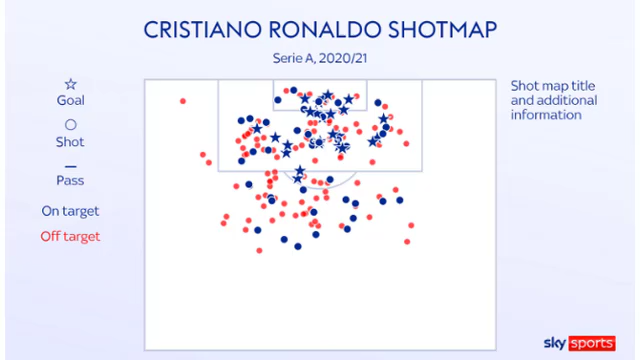 CRISTIANO RONALDO SHOTMAP
Serie A, 2020/21
Goal
Shot
Pass
On target
Off target
Shot map title
and additional
information
sky sports